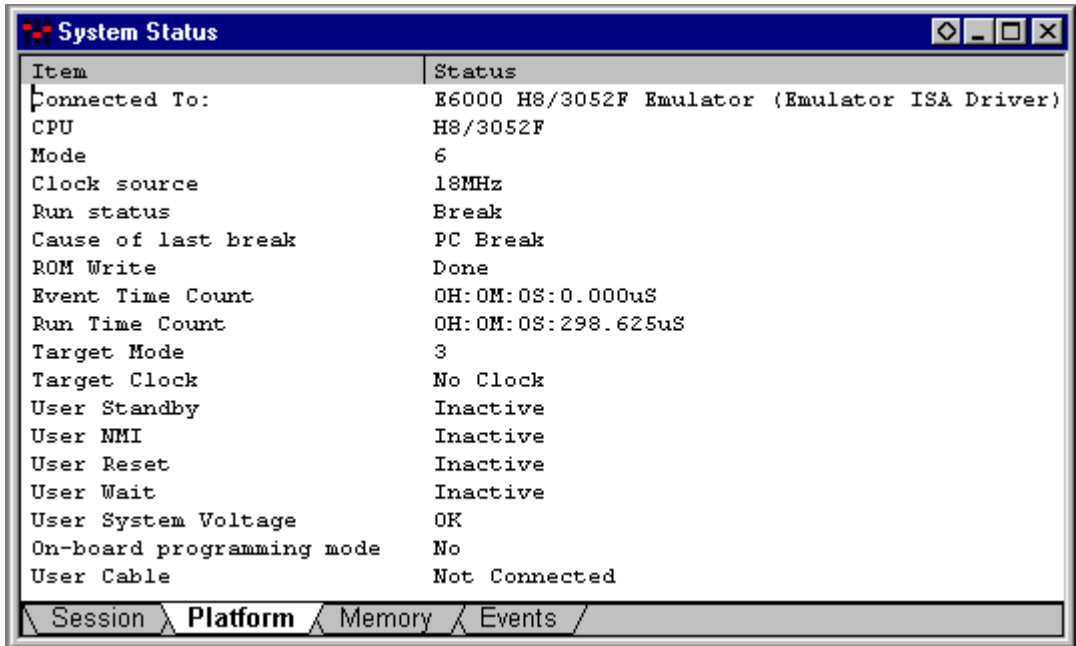 System Status
Item Status
Connected To: E6000 H8/3052F Emulator (Emulator ISA Driver)
CPU H8/3052F
Mode 6
Clock source 18MHz
Run status Break
Cause of last break PC Break
ROM Write Done
Event Time Count 0H:0M:0S:0.000uS
Run Time Count 0H:0M:0S:298.625uS
Target Mode 3
Target Clock No Clock
User Standby Inactive
User NMI Inactive
User Reset Inactive
User Wait Inactive
User System Voltage OK
On-board programming mode No
User Cable Not Connected
Session Platform Memory Events